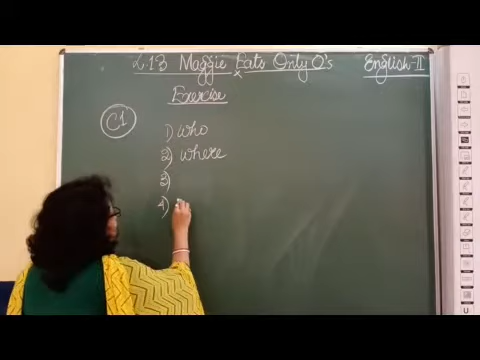 L.13 Maggie Eats Only O's English-II
Exercise
C1
1) Who
2) where
3)
4)